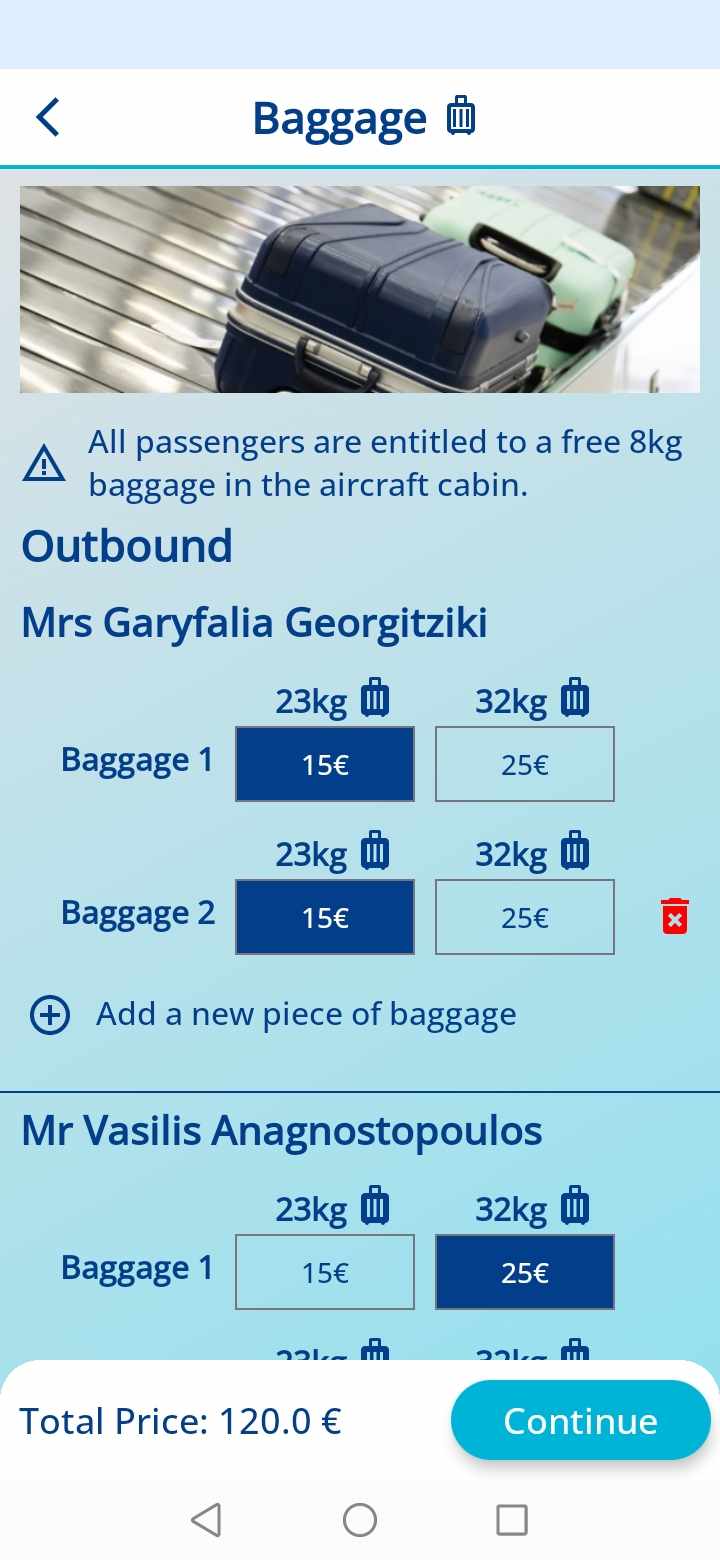 Baggage
All passengers are entitled to a free 8kg
baggage in the aircraft cabin.
Outbound
Mrs Garyfalia Georgitziki
23kg 32kg
Baggage 1 15€ 25€
23kg 32kg
Baggage 2 15€ 25€
Add a new piece of baggage
Mr Vasilis Anagnostopoulos
23kg 32kg
Baggage 1 15€ 25€
23kg 32kg
Total Price: 120.0 € Continue